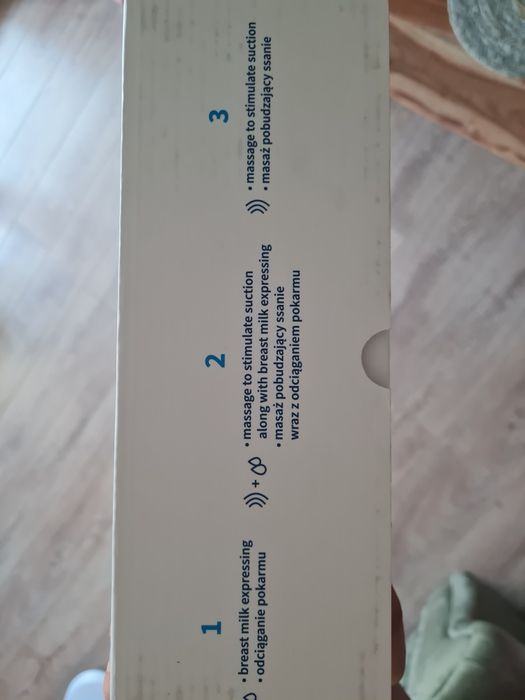 1
• breast milk expressing
• odciąganie pokarmu
2
+
• massage to stimulate suction
along with breast milk expressing
• masaż pobudzający ssanie
wraz z odciąganiem pokarmu
3
• massage to stimulate suction
• masaż pobudzający ssanie